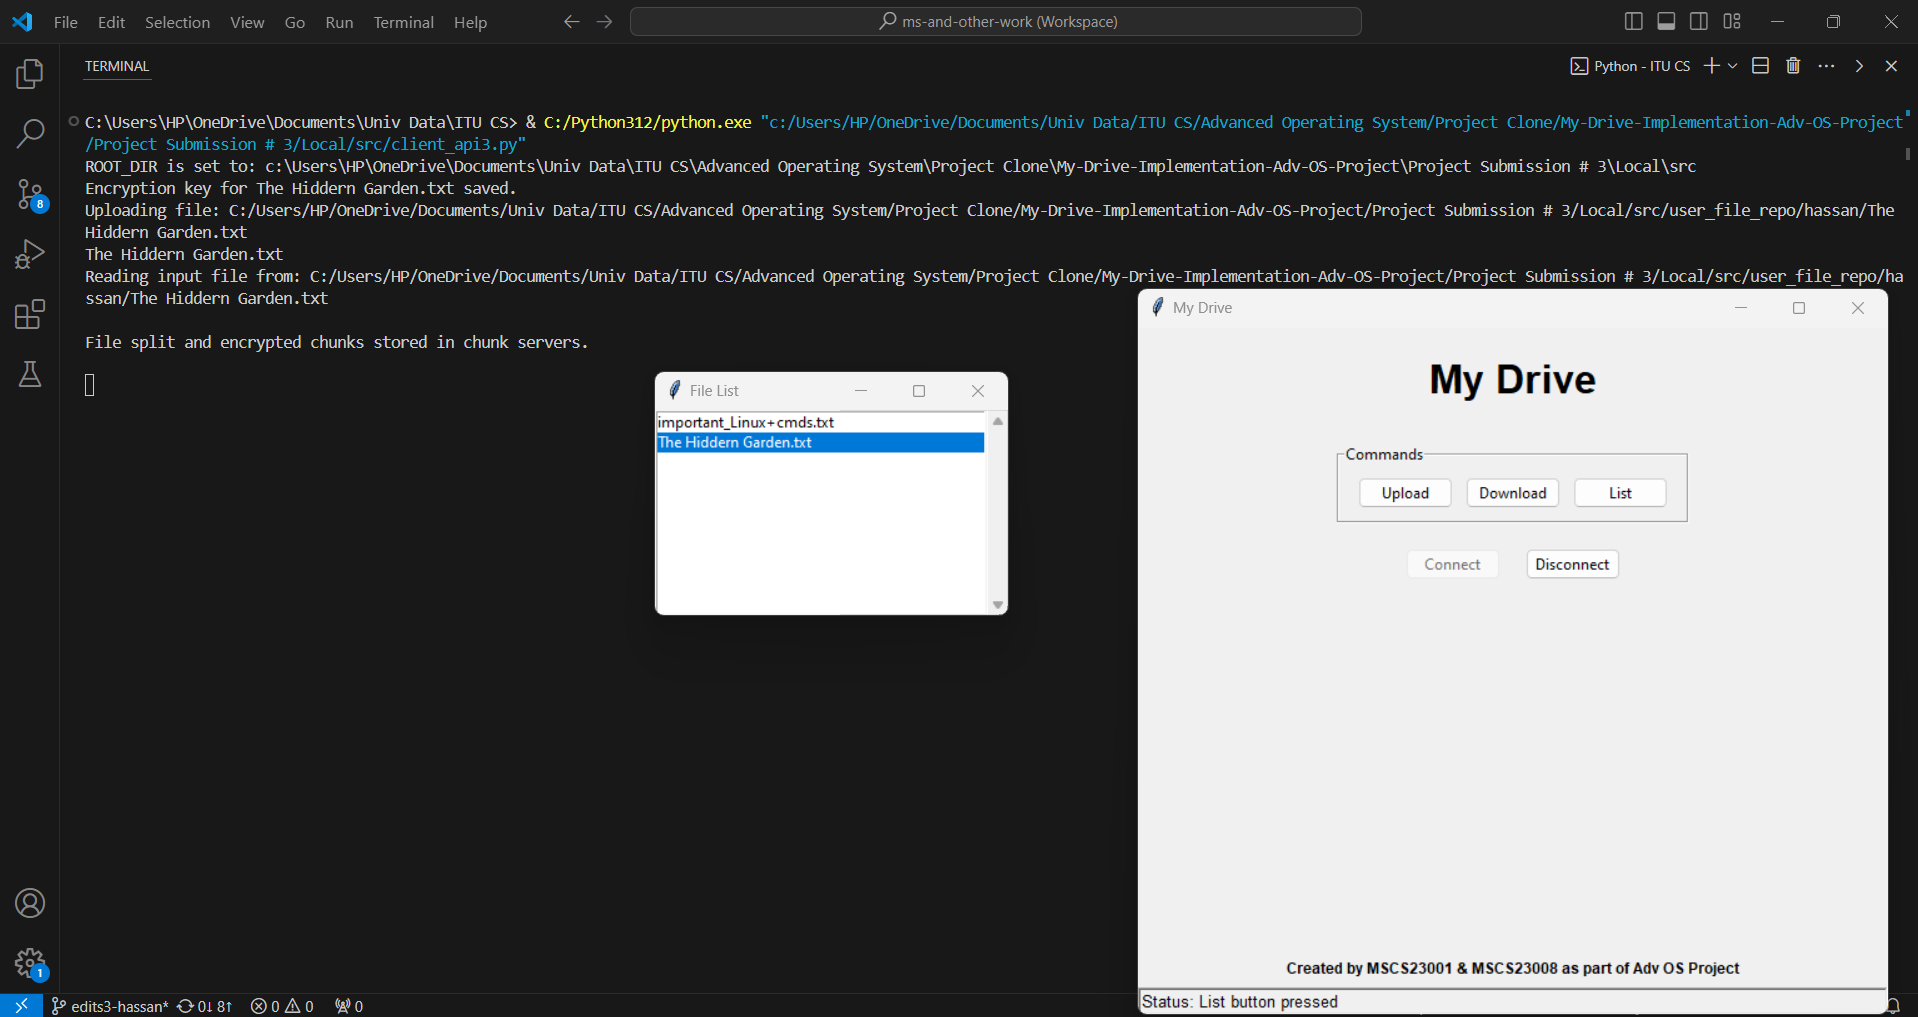 File Edit Selection View Go Run Terminal Help ms-and-other-work (Workspace)
TERMINAL
Python - ITU CS
C:\Users\HP\OneDrive\Documents\Univ Data\ITU CS> & C:/Python312/python.exe "c:/Users/HP/OneDrive/Documents/Univ Data/ITU CS/Advanced Operating System/Project Clone/My-Drive-Implementation-Adv-OS-Project
/Project Submission # 3/Local/src/client_api3.py"
ROOT_DIR is set to: c:\Users\HP\OneDrive\Documents\Univ Data\ITU CS\Advanced Operating System\Project Clone\My-Drive-Implementation-Adv-OS-Project\Project Submission # 3\Local\src
Encryption key for The Hiddern Garden.txt saved.
Uploading file: C:/Users/HP/OneDrive/Documents/Univ Data/ITU CS/Advanced Operating System/Project Clone/My-Drive-Implementation-Adv-OS-Project/Project Submission # 3/Local/src/user_file_repo/hassan/The
Hiddern Garden.txt
The Hiddern Garden.txt
Reading input file from: C:/Users/HP/OneDrive/Documents/Univ Data/ITU CS/Advanced Operating System/Project Clone/My-Drive-Implementation-Adv-OS-Project/Project Submission # 3/Local/src/user_file_repo/ha
ssan/The Hiddern Garden.txt
File split and encrypted chunks stored in chunk servers.
File List
important_Linux+cmds.txt
The Hiddern Garden.txt
My Drive
My Drive
Commands
Upload Download List
Connect Disconnect
Created by MSCS23001 & MSCS23008 as part of Adv OS Project
Status: List button pressed
8
1
edits3-hassan* 0↓ 8↑ 0 0 0